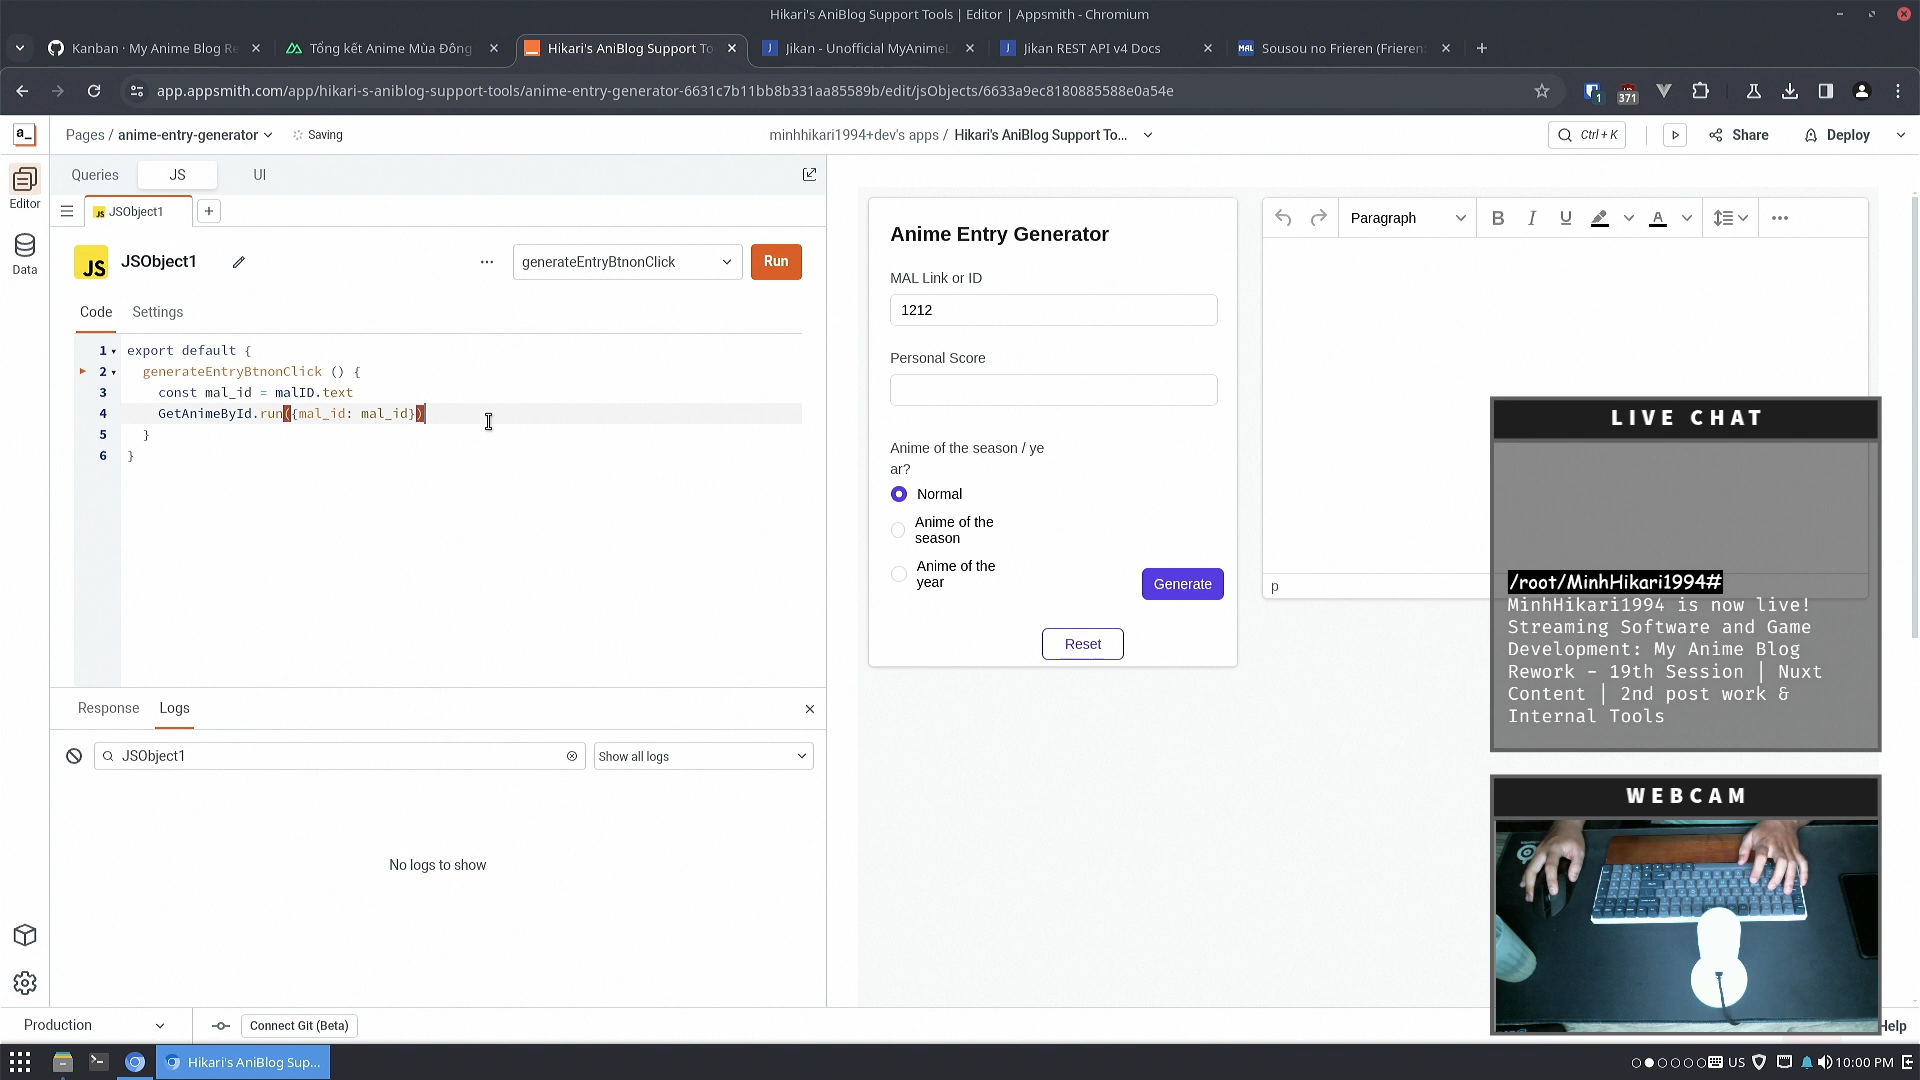 Hikari's AniBlog Support Tools | Editor | Appsmith - Chromium
Kanban · My Anime Blog Re
Tổng kết Anime Mùa Đông
Hikari's AniBlog Support To
Jikan - Unofficial MyAnimeL
Jikan REST API v4 Docs
MAL
Sousou no Frieren (Frieren:
app.appsmith.com/app/hikari-s-aniblog-support-tools/anime-entry-generator-6631c7b11bb8b331aa85589b/edit/jsObjects/6633a9ec8180885588e0a54e
1
371
a_
Pages / anime-entry-generator
Saving
minhhikari1994+dev's apps / Hikari's AniBlog Support To...
Ctrl + K
Share
Deploy
Editor
Data
Queries
JS
UI
JS JSObject1
JS
JSObject1
generateEntryBtnonClick
Run
Code
Settings
1 export default {
2 generateEntryBtnonClick () {
3 const mal_id = malID.text
4 GetAnimeById.run({mal_id: mal_id})
5 }
6 }
Response
Logs
JSObject1
Show all logs
No logs to show
Anime Entry Generator
MAL Link or ID
1212
Personal Score
Anime of the season / ye
ar?
Normal
Anime of the
season
Anime of the
year
Generate
Reset
Paragraph
B
I
U
A
p
LIVE CHAT
/root/MinhHikari1994#
MinhHikari1994 is now live!
Streaming Software and Game
Development: My Anime Blog
Rework - 19th Session | Nuxt
Content | 2nd post work &
Internal Tools
WEBCAM
Production
Connect Git (Beta)
Help
Hikari's AniBlog Sup...
US
10:00 PM